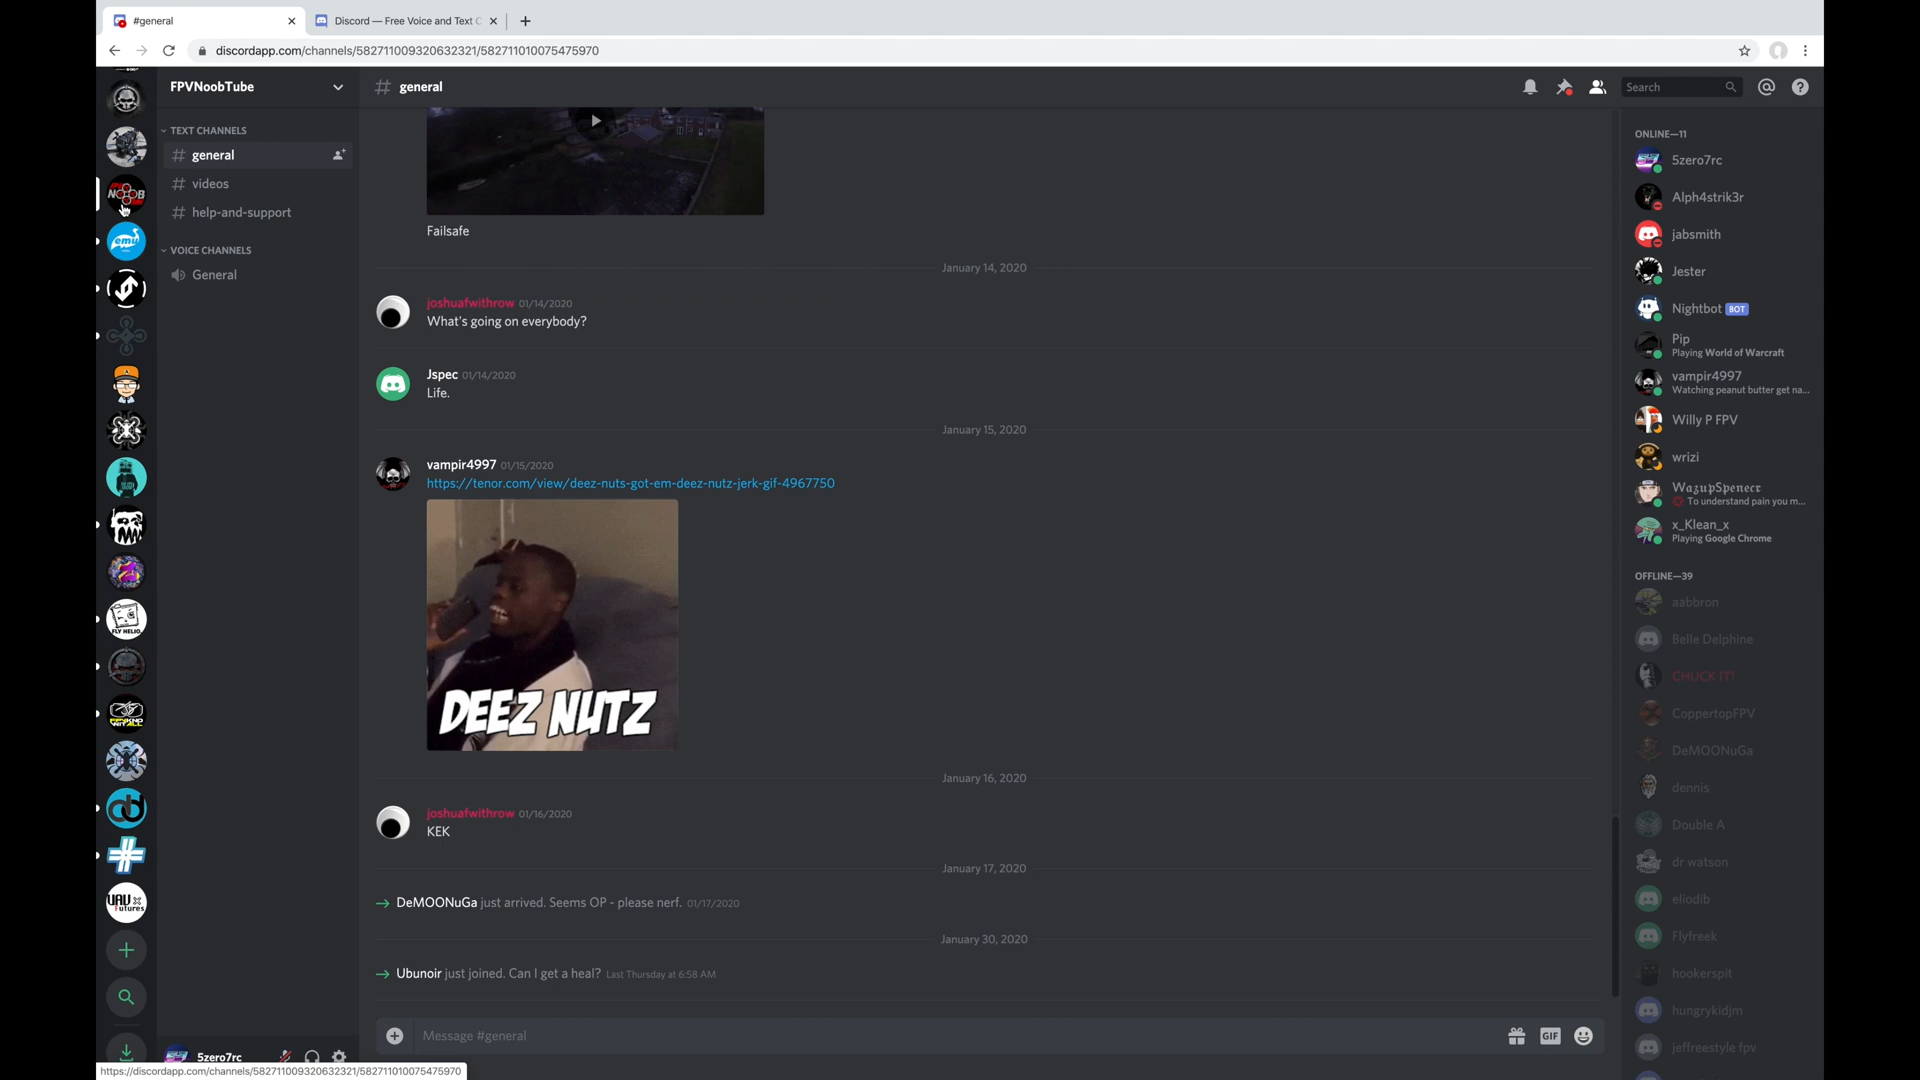 #general
Discord — Free Voice and Text C
discordapp.com/channels/582711009320632321/582711010075475970
FPVNoobTube
general
Search
TEXT CHANNELS
general
videos
help-and-support
VOICE CHANNELS
General
NOOB
emu
FLY HELIO.
UAV
Futures
Failsafe
January 14, 2020
joshuafwithrow 01/14/2020
What's going on everybody?
Jspec 01/14/2020
Life.
January 15, 2020
vampir4997 01/15/2020
https://tenor.com/view/deez-nuts-got-em-deez-nutz-jerk-gif-4967750
DEEZ NUTZ
January 16, 2020
joshuafwithrow 01/16/2020
KEK
January 17, 2020
DeMOONuGa just arrived. Seems OP - please nerf. 01/17/2020
January 30, 2020
Ubunoir just joined. Can I get a heal? Last Thursday at 6:58 AM
Message #general
GIF
ONLINE—11
5zero7rc
Alph4strik3r
jabsmith
Jester
Nightbot BOT
Pip
Playing World of Warcraft
vampir4997
Watching peanut butter get na...
Willy P FPV
wrizi
𝔚𝔞𝔷𝔲𝔭𝔖𝔭𝔢𝔫𝔢𝔠𝔯
To understand pain you m...
x_Klean_x
Playing Google Chrome
OFFLINE—39
aabbron
Belle Delphine
CHUCK IT!
CoppertopFPV
DeMOONuGa
dennis
Double A
dr watson
eliodib
Flyfreek
hookerspit
hungrykidjm
jeffreestyle fpv
5zero7rc
https://discordapp.com/channels/582711009320632321/582711010075475970